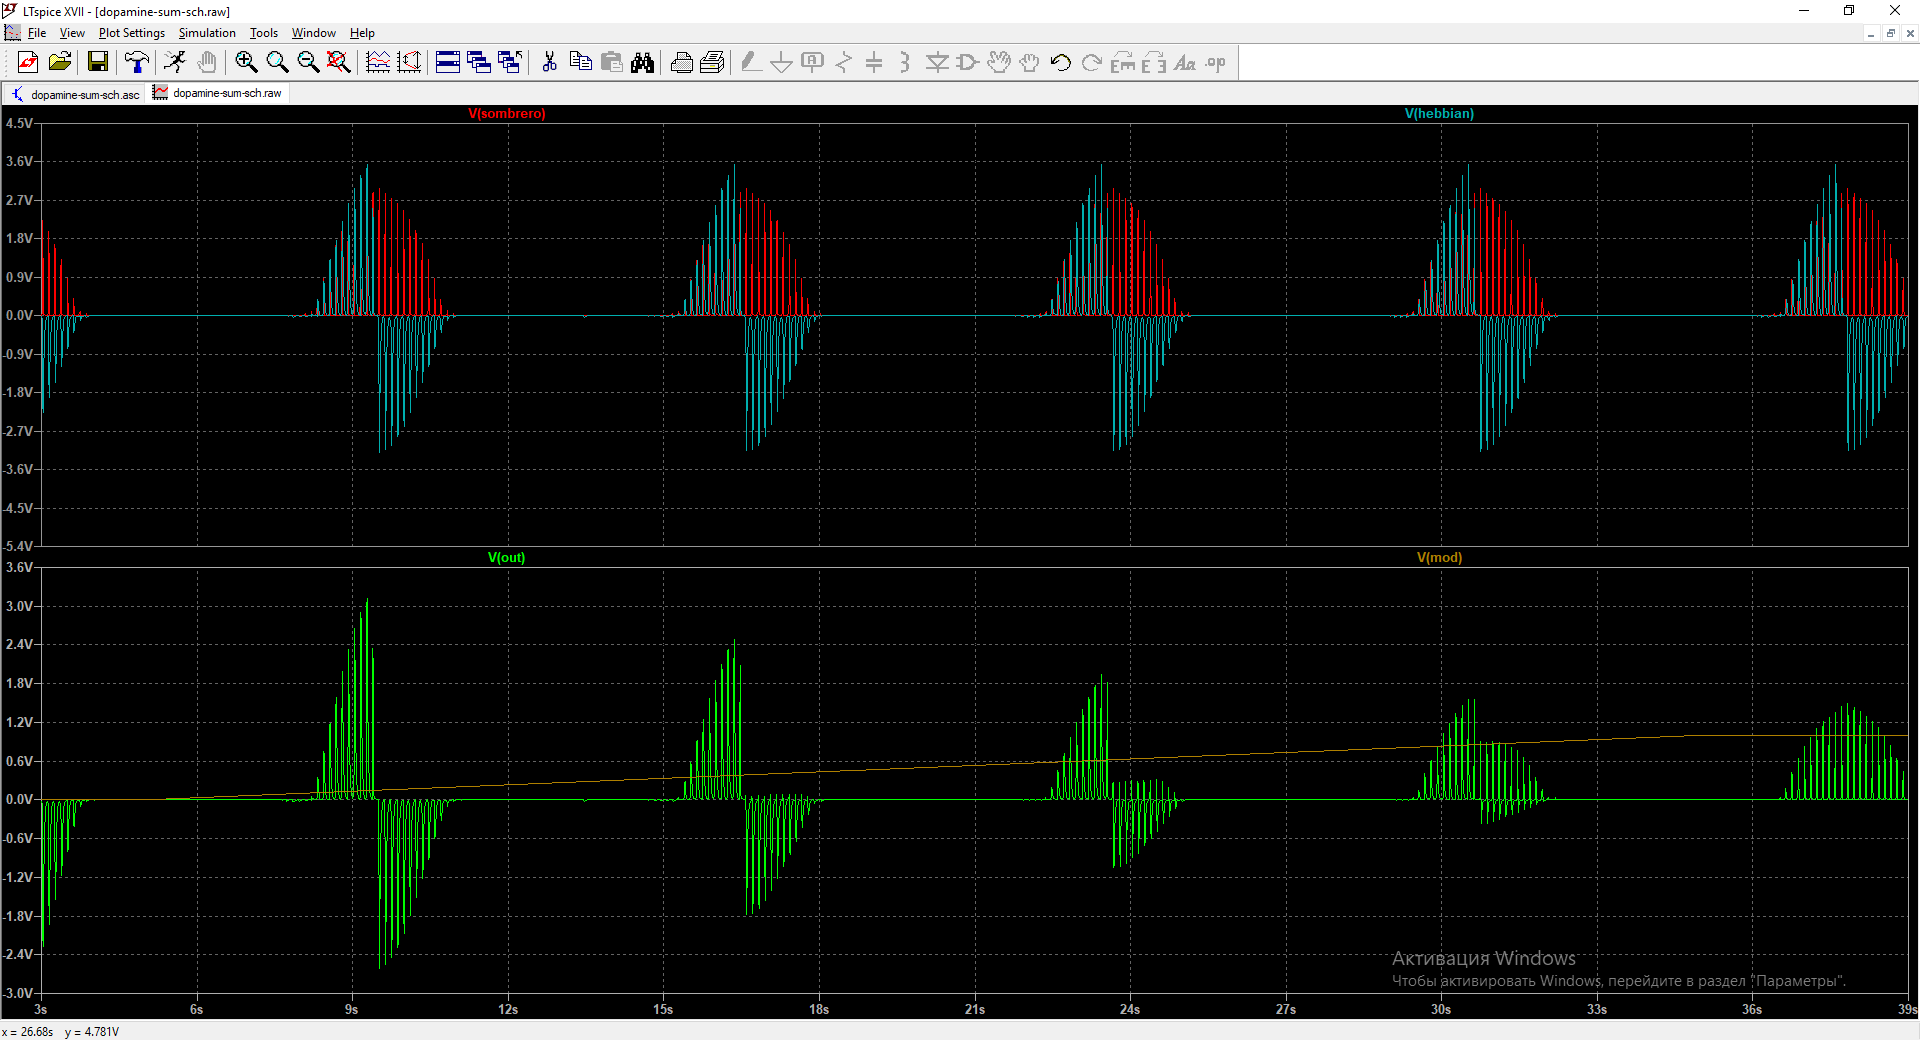 LTspice XVII - [dopamine-sum-sch.raw]
File View Plot Settings Simulation Tools Window Help
dopamine-sum-sch.asc dopamine-sum-sch.raw
V(sombrero) V(hebbian)
4.5V
3.6V
2.7V
1.8V
0.9V
0.0V
-0.9V
-1.8V
-2.7V
-3.6V
-4.5V
-5.4V
V(out) V(mod)
3.6V
3.0V
2.4V
1.8V
1.2V
0.6V
0.0V
-0.6V
-1.2V
-1.8V
-2.4V
-3.0V
3s 6s 9s 12s 15s 18s 21s 24s 27s 30s 33s 36s 39s
Активация Windows
Чтобы активировать Windows, перейдите в раздел "Параметры".
x = 26.68s y = 4.781V